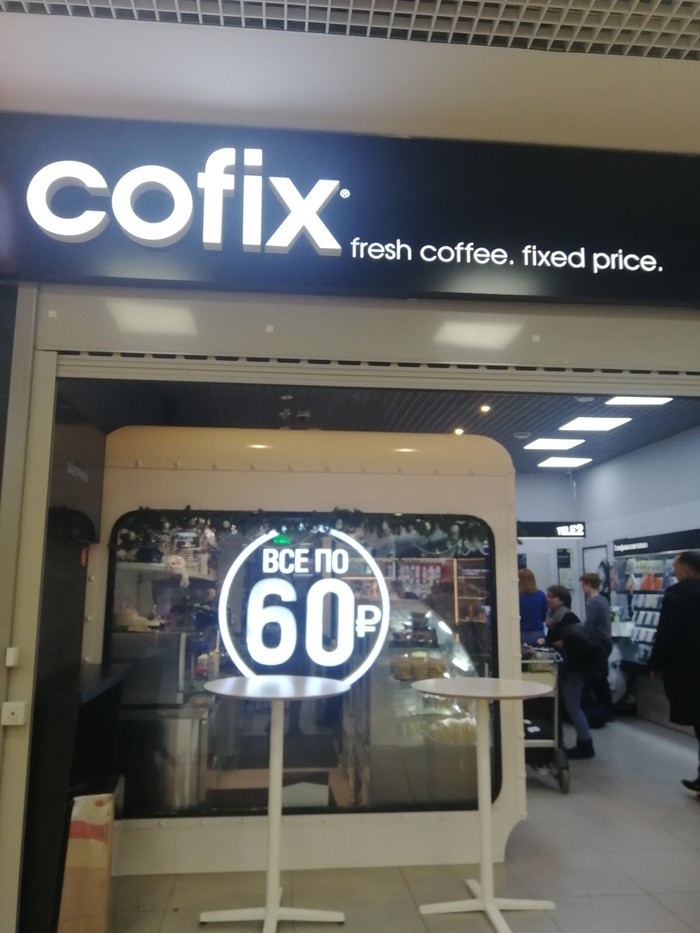 cofix®
fresh coffee. fixed price.
ВСЕ ПО
60₽
TELE2